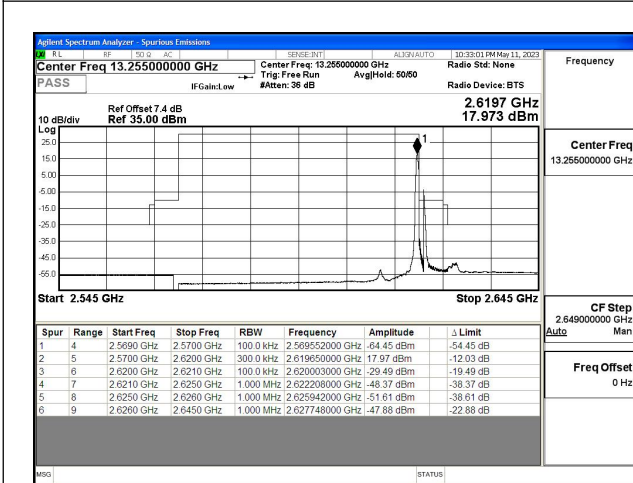 Agilent Spectrum Analyzer - Spurious Emissions
RL RF 50 Ω AC SENSE:INT ALIGNAUTO 10:33:01 PM May 11, 2023
Center Freq 13.255000000 GHz Center Freq: 13.255000000 GHz Radio Std: None
PASS Trig: Free Run Avg|Hold: 50/50
IFGain:Low #Atten: 36 dB Radio Device: BTS
Frequency
Ref Offset 7.4 dB 2.6197 GHz
10 dB/div Ref 35.00 dBm 17.973 dBm
Log
25.0
15.0
5.00
-5.00
-15.0
-25.0
-35.0
-45.0
-55.0
1
Start 2.545 GHz Stop 2.645 GHz
Spur Range Start Freq Stop Freq RBW Frequency Amplitude Δ Limit
1 4 2.5690 GHz 2.5700 GHz 100.0 kHz 2.569552000 GHz -64.45 dBm -54.45 dB
2 5 2.5700 GHz 2.6200 GHz 300.0 kHz 2.619650000 GHz 17.97 dBm -12.03 dB
3 6 2.6200 GHz 2.6210 GHz 100.0 kHz 2.620003000 GHz -29.49 dBm -19.49 dB
4 7 2.6210 GHz 2.6250 GHz 1.000 MHz 2.622208000 GHz -48.37 dBm -38.37 dB
5 8 2.6250 GHz 2.6260 GHz 1.000 MHz 2.625942000 GHz -51.61 dBm -38.61 dB
6 9 2.6260 GHz 2.6450 GHz 1.000 MHz 2.627748000 GHz -47.88 dBm -22.88 dB
Center Freq
13.255000000 GHz
CF Step
2.649000000 GHz
Auto Man
Freq Offset
0 Hz
MSG STATUS